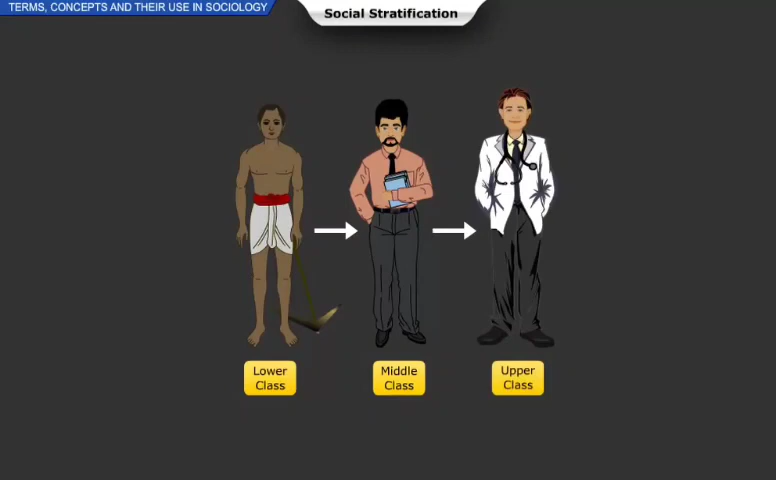 TERMS, CONCEPTS AND THEIR USE IN SOCIOLOGY
Social Stratification
Lower
Class
Middle
Class
Upper
Class